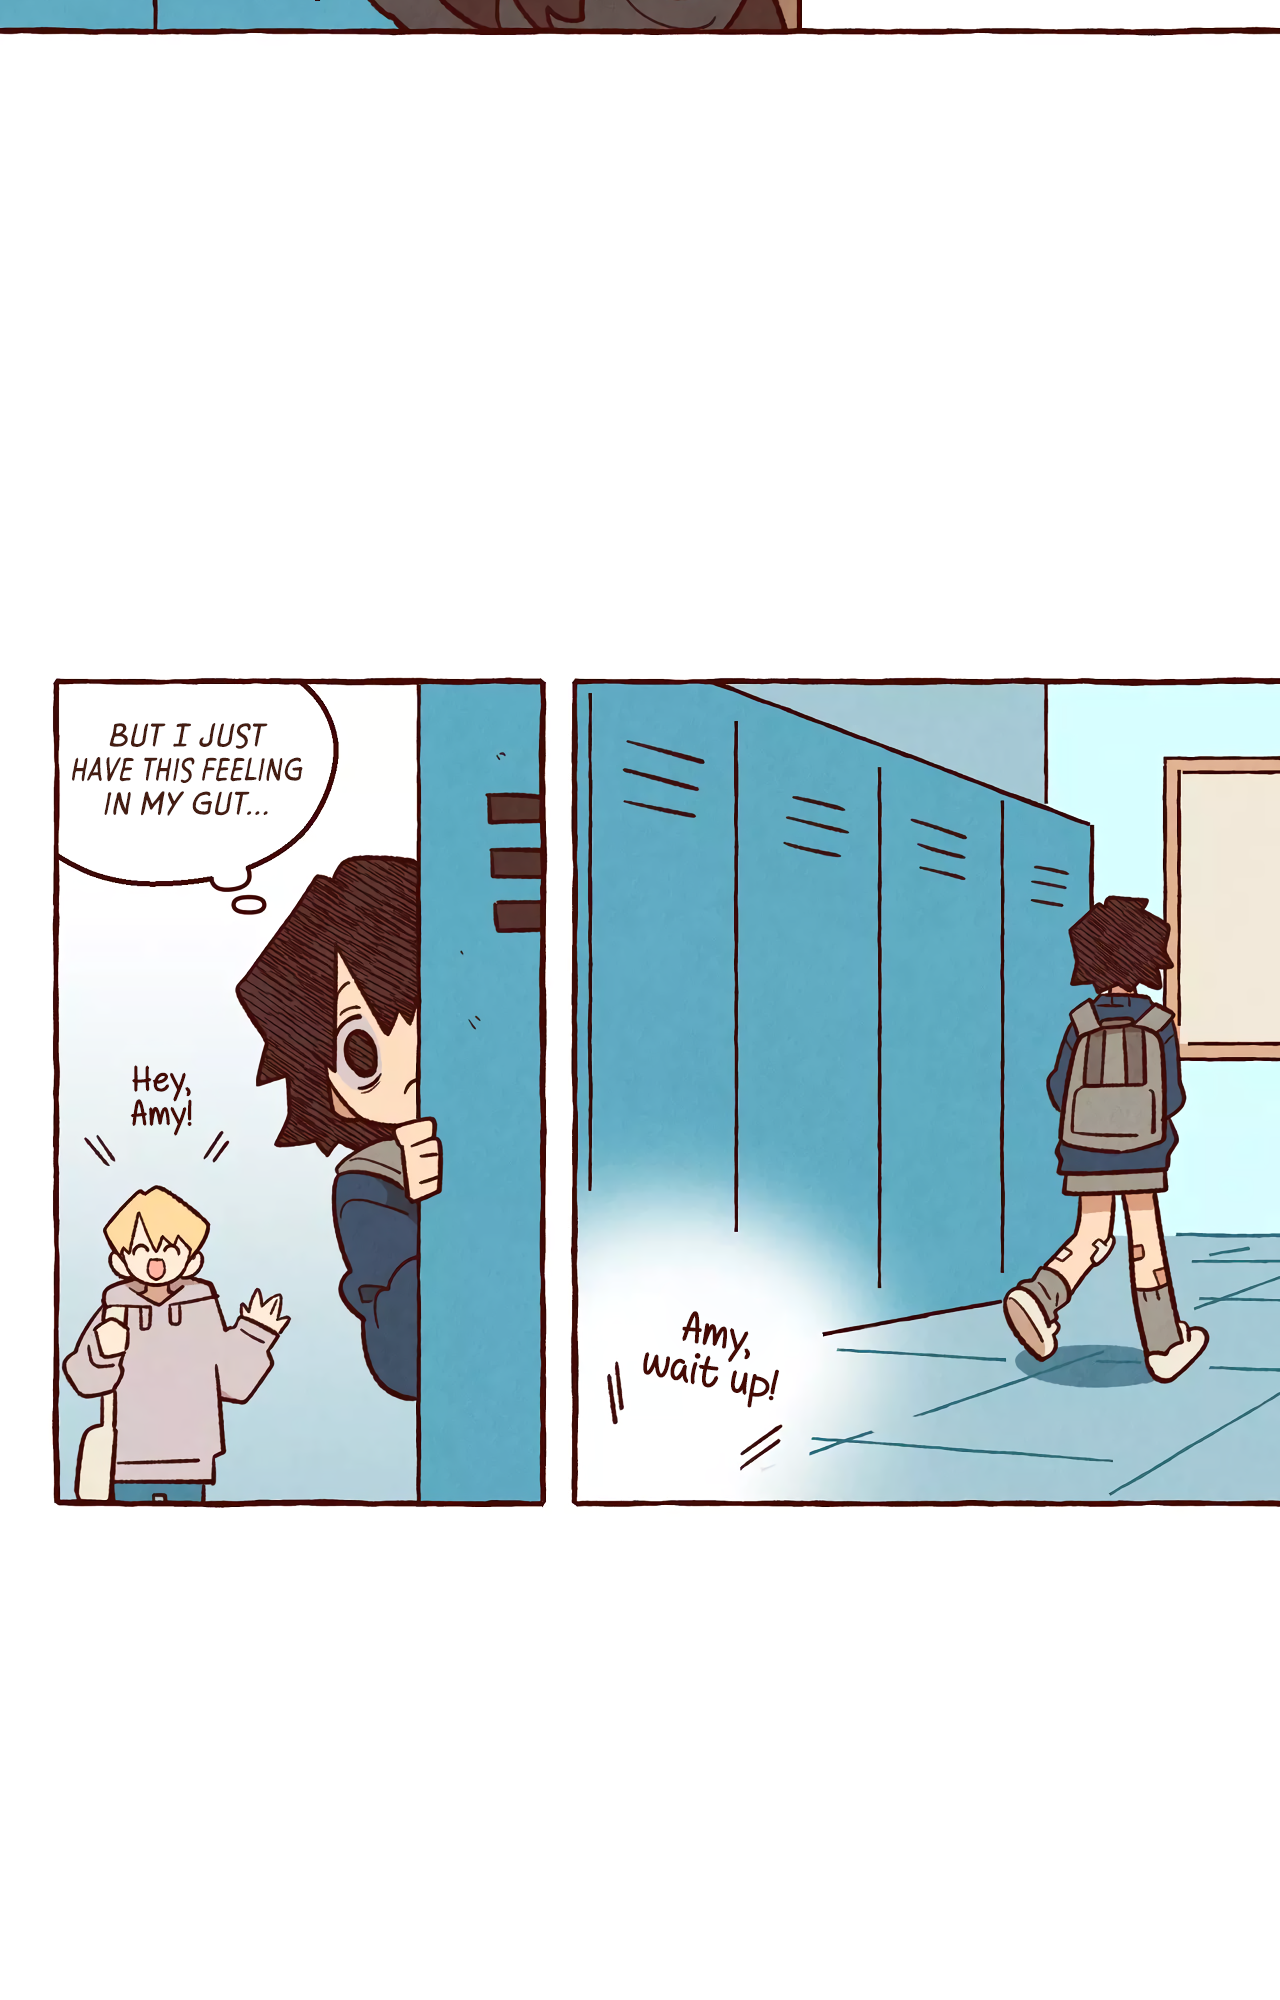 BUT I JUST
HAVE THIS FEELING
IN MY GUT...
Hey,
Amy!
Amy,
wait up!